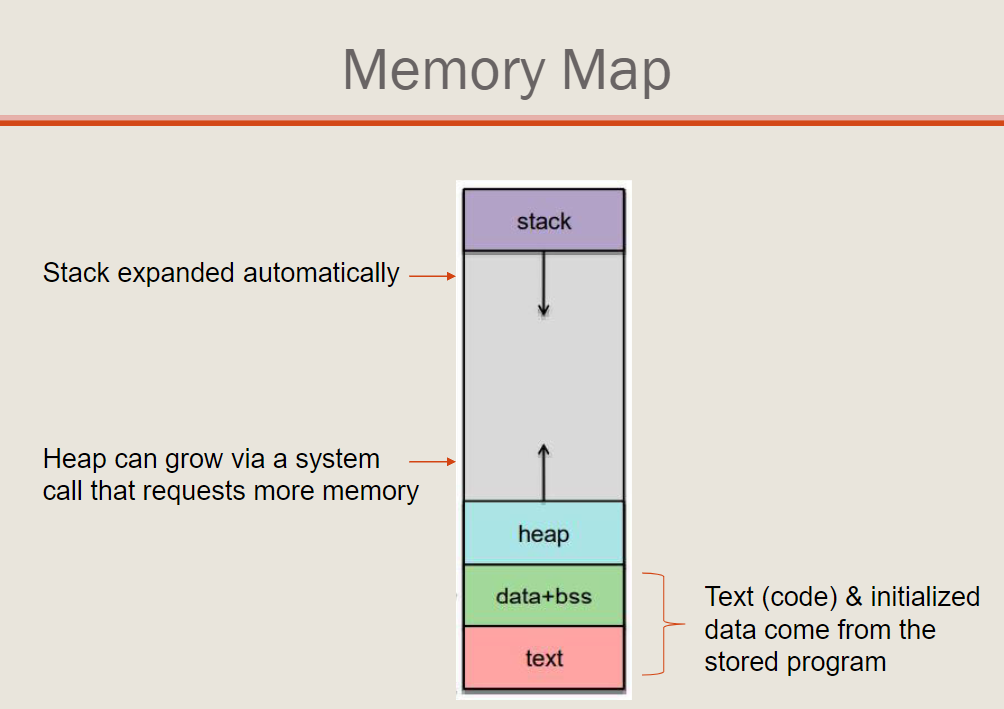 Memory Map
stack
Stack expanded automatically
Heap can grow via a system
call that requests more memory
heap
data+bss
text
Text (code) & initialized
data come from the
stored program